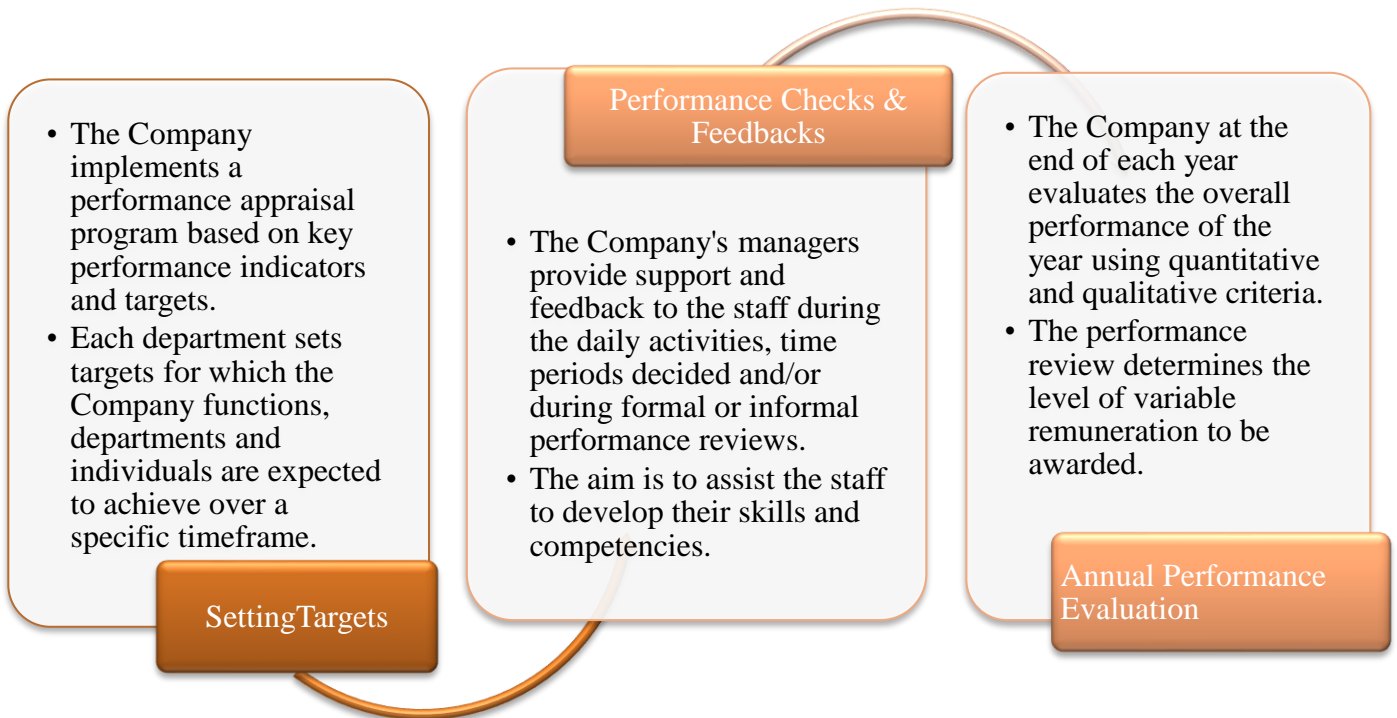 • The Company
implements a
performance appraisal
program based on key
performance indicators
and targets.
• Each department sets
targets for which the
Company functions,
departments and
individuals are expected
to achieve over a
specific timeframe.
SettingTargets
Performance Checks &
Feedbacks
• The Company's managers
provide support and
feedback to the staff during
the daily activities, time
periods decided and/or
during formal or informal
performance reviews.
• The aim is to assist the staff
to develop their skills and
competencies.
• The Company at the
end of each year
evaluates the overall
performance of the
year using quantitative
and qualitative criteria.
• The performance
review determines the
level of variable
remuneration to be
awarded.
Annual Performance
Evaluation